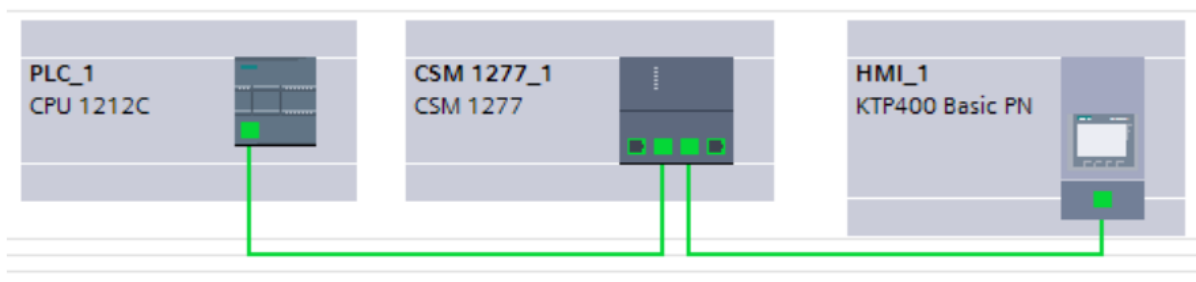 PLC_1
CPU 1212C
CSM 1277_1
CSM 1277
HMI_1
KTP400 Basic PN